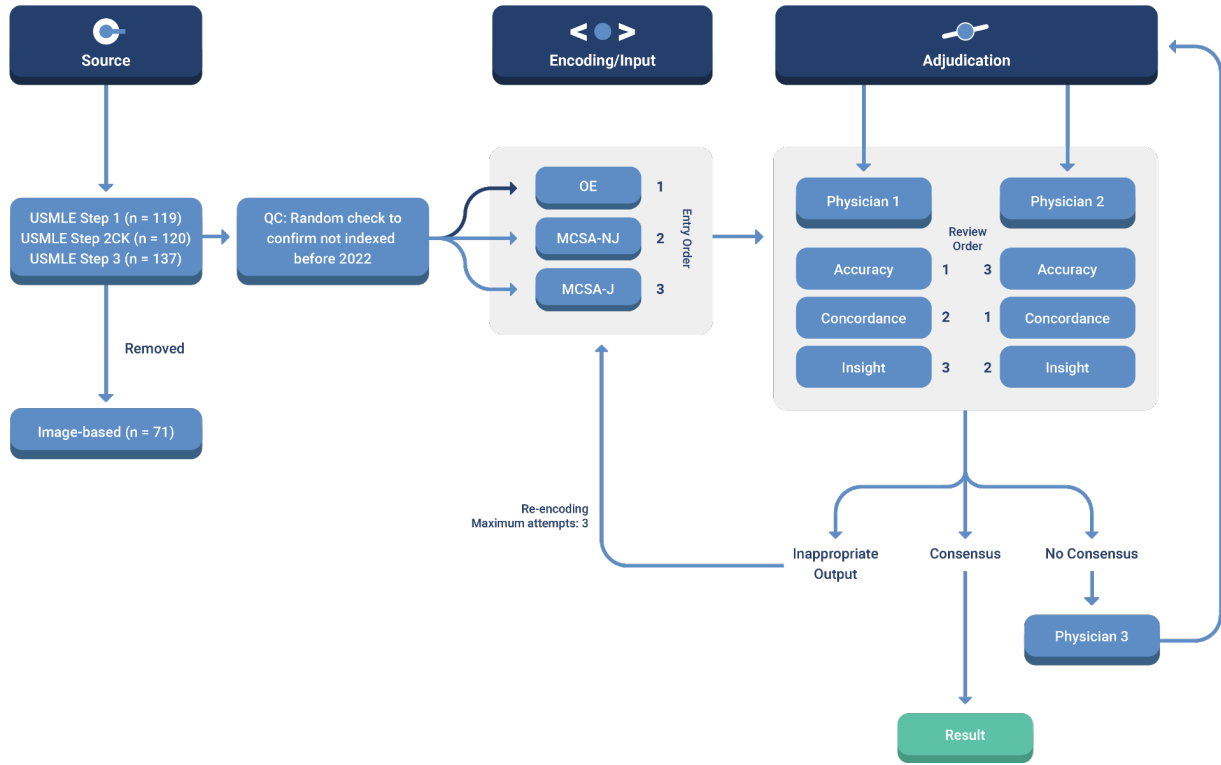 Source
USMLE Step 1 (n = 119)
USMLE Step 2CK (n = 120)
USMLE Step 3 (n = 137)
Removed
Image-based (n = 71)
QC: Random check to
confirm not indexed
before 2022
< >
Encoding/Input
OE 1
MCSA-NJ 2
MCSA-J 3
Entry Order
Re-encoding
Maximum attempts: 3
Adjudication
Physician 1
Physician 2
Review
Order
Accuracy 1 3 Accuracy
Concordance 2 1 Concordance
Insight 3 2 Insight
Inappropriate
Output
Consensus
No Consensus
Physician 3
Result